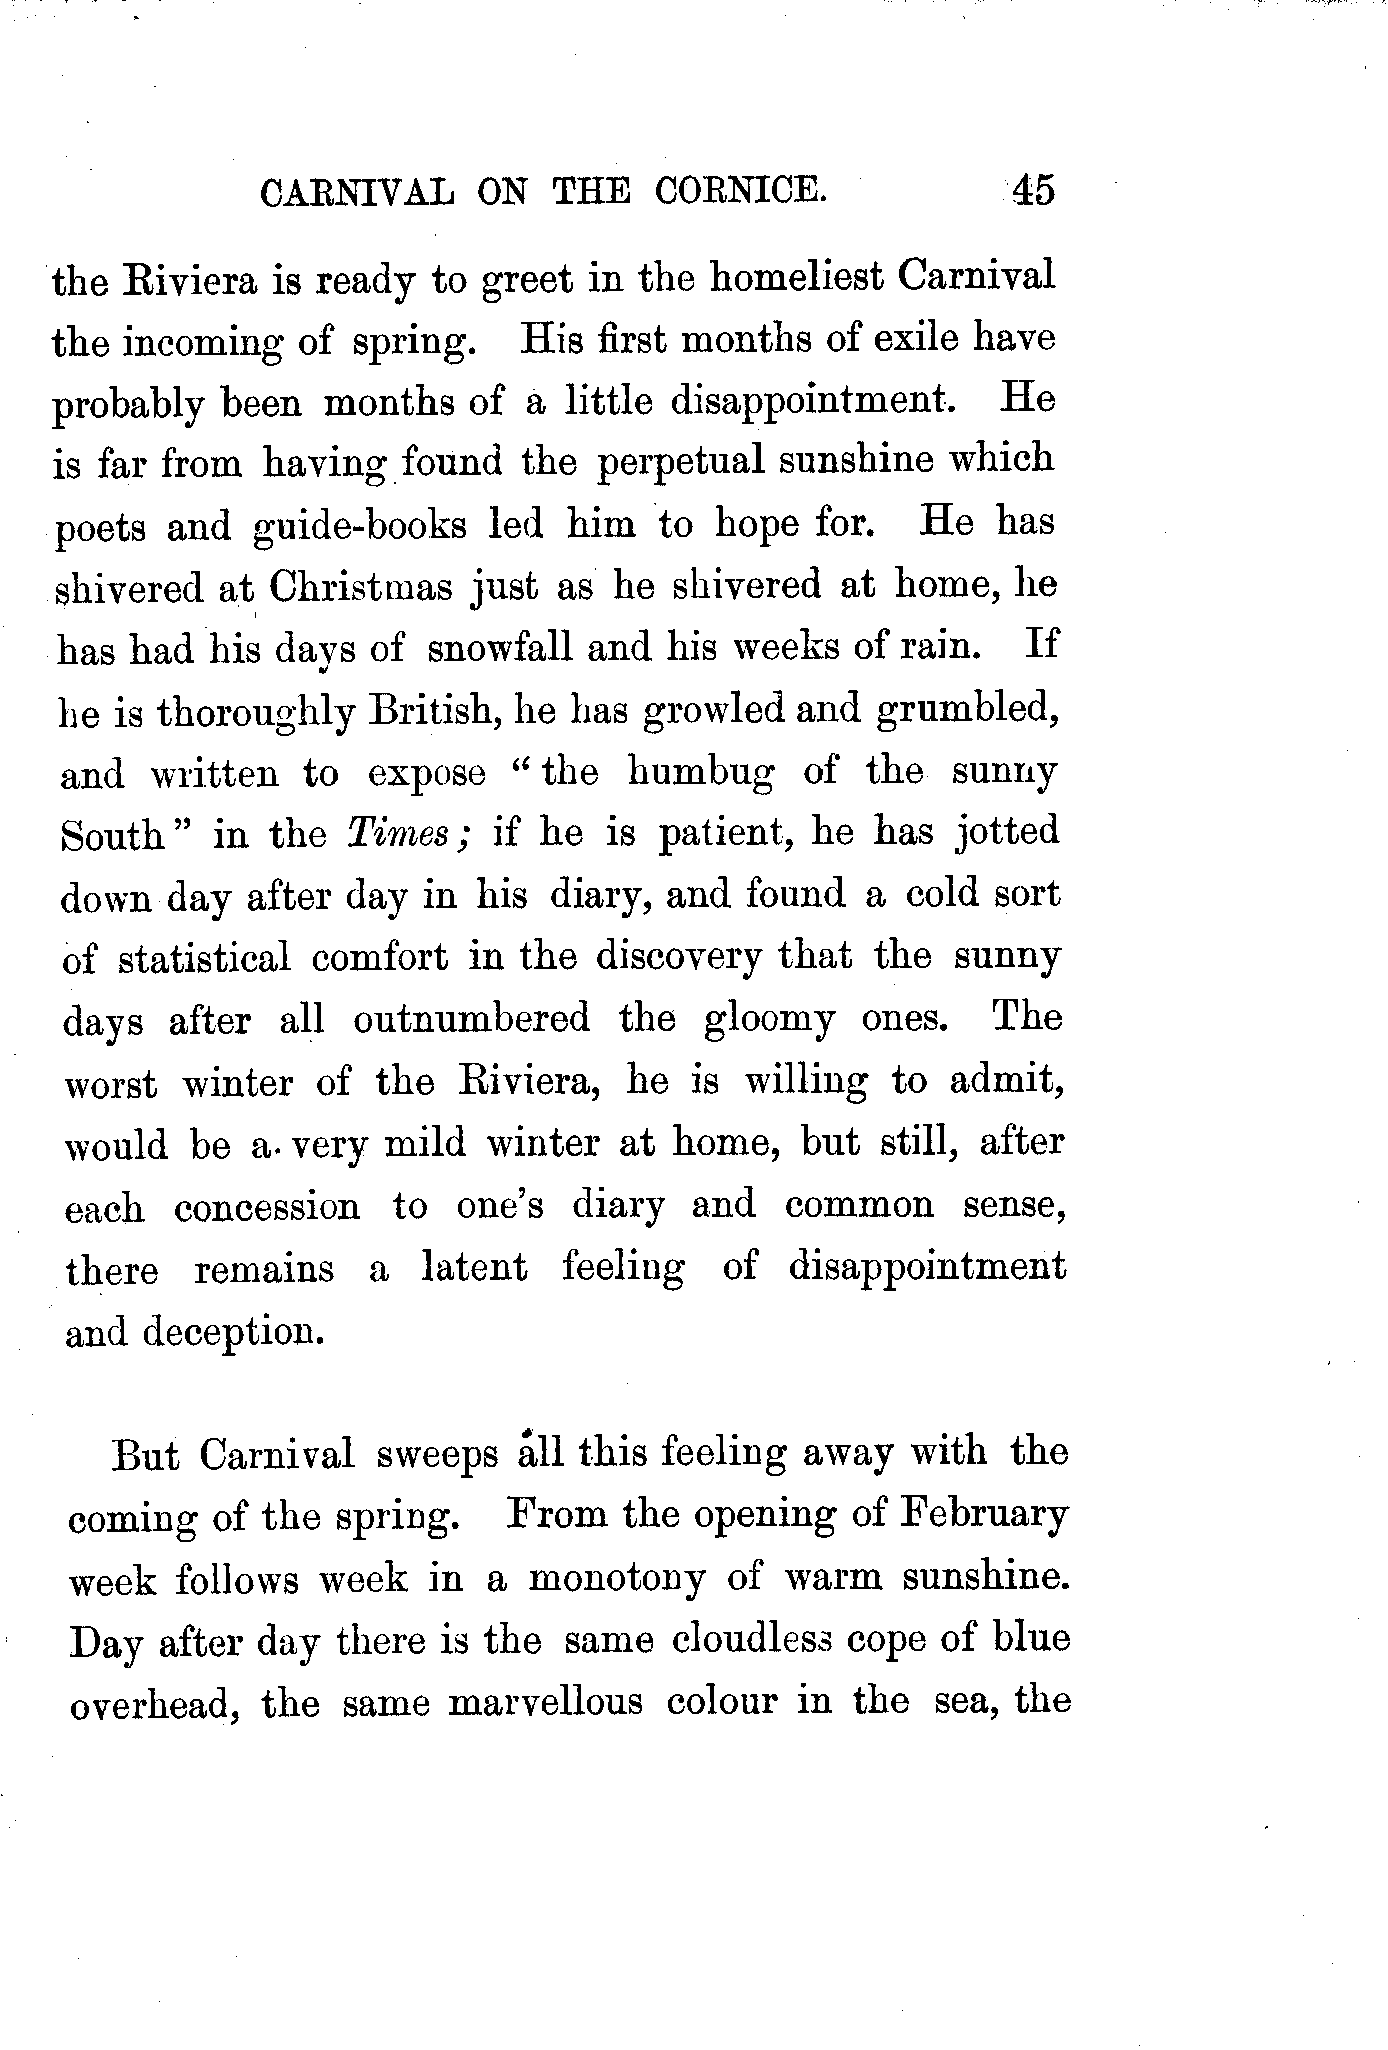 CARNIVAL ON THE CORNICE. 45
the Riviera is ready to greet in the homeliest Carnival
the incoming of spring. His first months of exile have
probably been months of a little disappointment. He
is far from having found the perpetual sunshine which
poets and guide-books led him to hope for. He has
shivered at Christmas just as he shivered at home, he
has had his days of snowfall and his weeks of rain. If
he is thoroughly British, he has growled and grumbled,
and written to expose “the humbug of the sunny
South” in the Times; if he is patient, he has jotted
down day after day in his diary, and found a cold sort
of statistical comfort in the discovery that the sunny
days after all outnumbered the gloomy ones. The
worst winter of the Riviera, he is willing to admit,
would be a very mild winter at home, but still, after
each concession to one’s diary and common sense,
there remains a latent feeling of disappointment
and deception.
But Carnival sweeps all this feeling away with the
coming of the spring. From the opening of February
week follows week in a monotony of warm sunshine.
Day after day there is the same cloudless cope of blue
overhead, the same marvellous colour in the sea, the